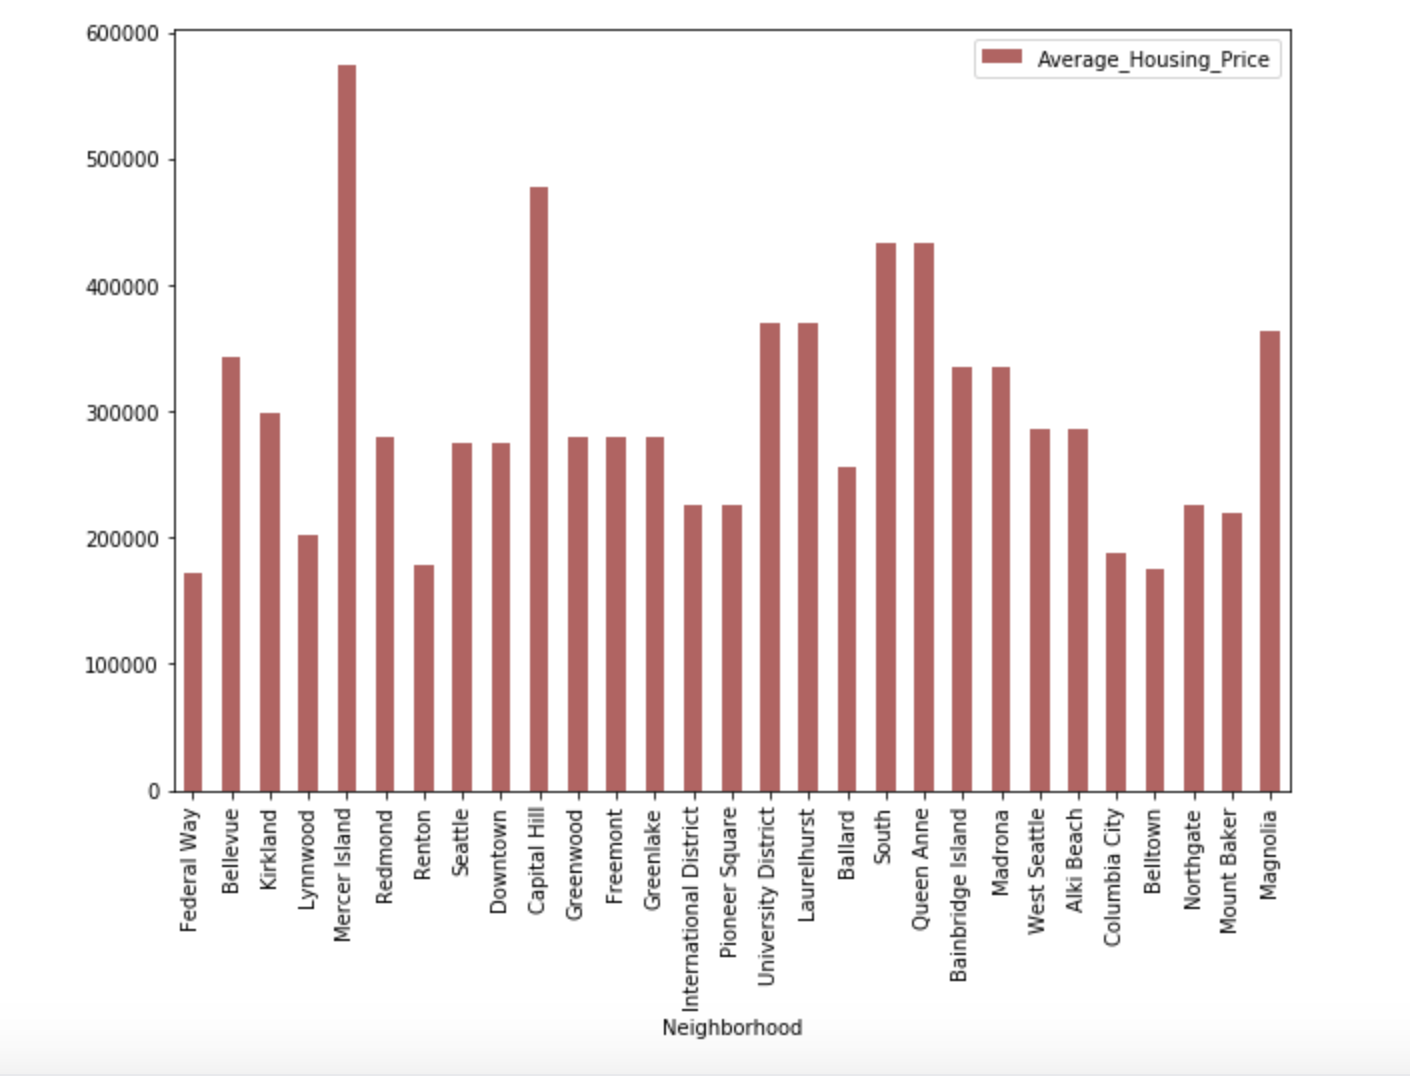 600000
500000
400000
300000
200000
100000
0
Average_Housing_Price
Federal Way
Bellevue
Kirkland
Lynnwood
Mercer Island
Redmond
Renton
Seattle
Downtown
Capital Hill
Greenwood
Freemont
Greenlake
International District
Pioneer Square
University District
Laurelhurst
Ballard
South
Queen Anne
Bainbridge Island
Madrona
West Seattle
Alki Beach
Columbia City
Belltown
Northgate
Mount Baker
Magnolia
Neighborhood